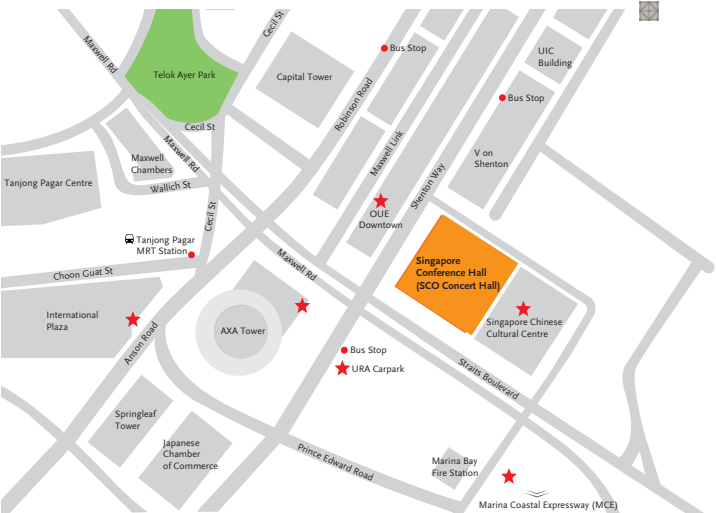 Cecil St
Maxwell Rd
Bus Stop
UIC
Building
Telok Ayer Park
Capital Tower
Robinson Road
Bus Stop
Cecil St
Maxwell Link
Maxwell Rd
Maxwell
Chambers
V on
Shenton
Shenton Way
Tanjong Pagar Centre
Wallich St
Cecil St
OUE
Downtown
Tanjong Pagar
MRT Station
Maxwell Rd
Choon Guat St
Singapore
Conference Hall
(SCO Concert Hall)
International
Plaza
Anson Road
AXA Tower
Singapore Chinese
Cultural Centre
Bus Stop
URA Carpark
Straits Boulevard
Springleaf
Tower
Japanese
Chamber
of Commerce
Prince Edward Road
Marina Bay
Fire Station
Marina Coastal Expressway (MCE)